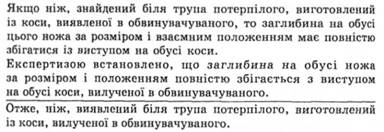 Якщо ніж, знайдений біля трупа потерпілого, виготовлений
із коси, виявленої в обвинувачуваного, то заглибина на обусі
цього ножа за розміром і взаємним положенням має повністю
збігатися із виступом на обусі коси.
Експертизою встановлено, що заглибина на обусі ножа
за розміром і положенням повністю збігається з виступом
на обусі коси, вилученої в обвинувачуваного.
Отже, ніж, виявлений біля трупа потерпілого, виготовлений
із коси, вилученої в обвинувачуваного.